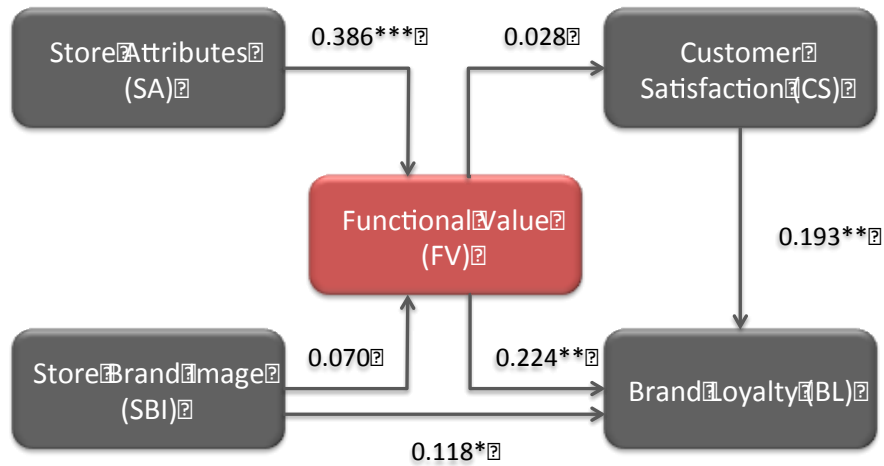 Store Attributes
(SA)
0.386***
0.028
Customer
Satisfaction (CS)
Functional Value
(FV)
0.193**
Store Brand Image
(SBI)
0.070
0.224**
Brand Loyalty (BL)
0.118*